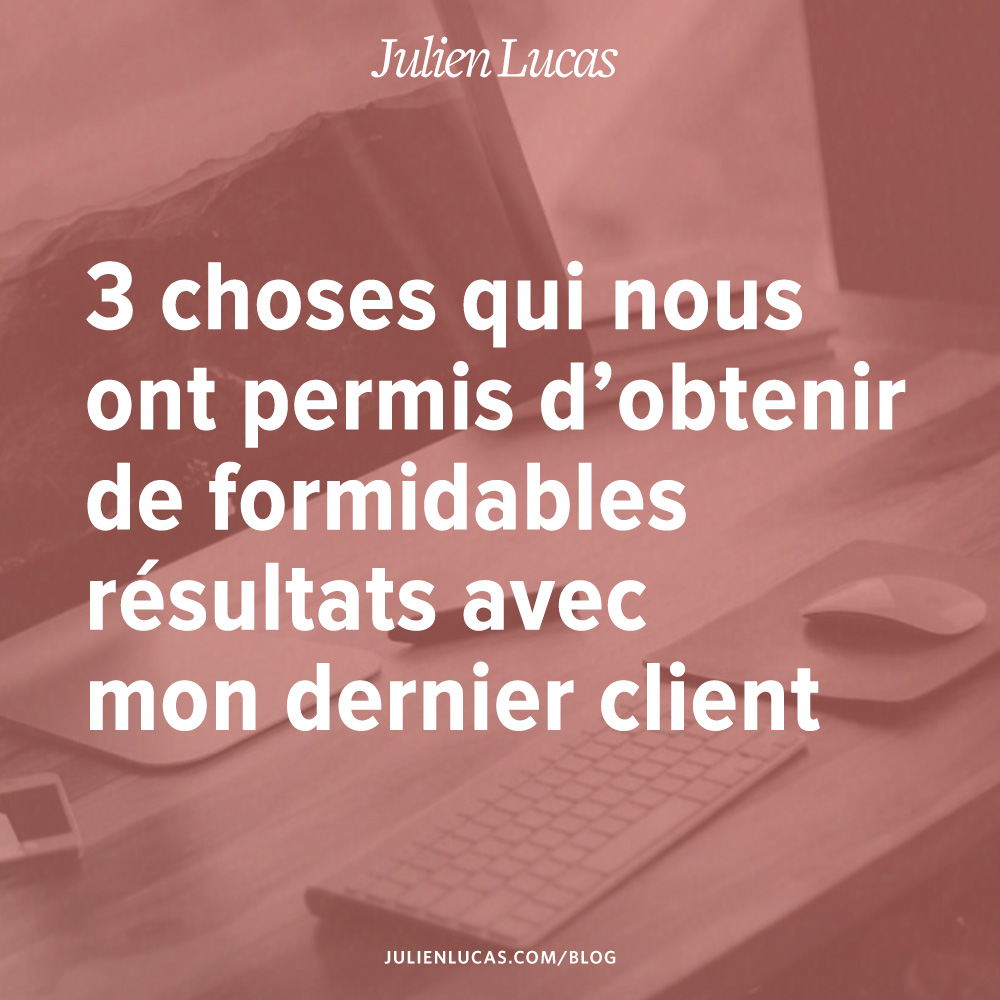 Julien Lucas
3 choses qui nous
ont permis d’obtenir
de formidables
résultats avec
mon dernier client
JULIENLUCAS.COM/BLOG